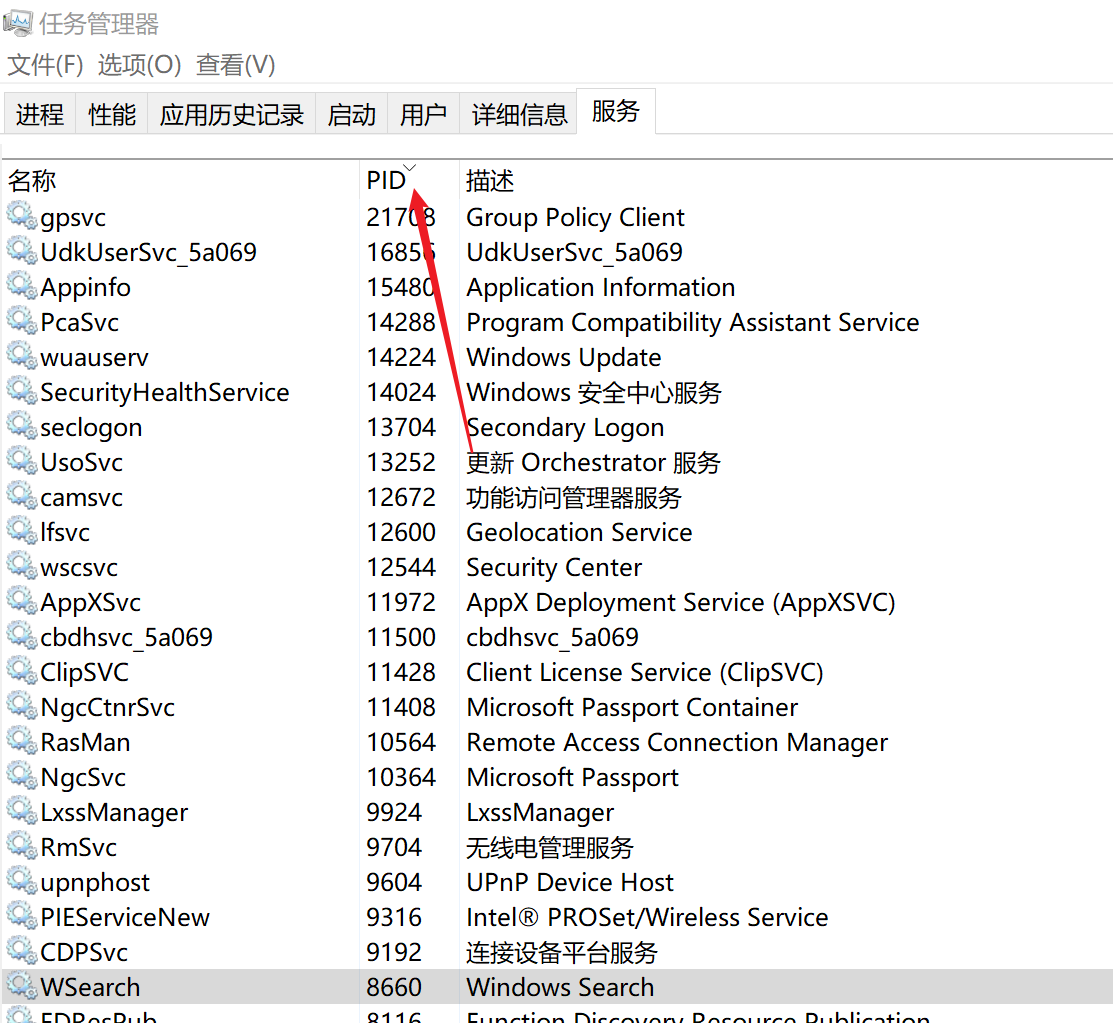 任务管理器
文件(F) 选项(O) 查看(V)
进程 性能 应用历史记录 启动 用户 详细信息 服务
名称 PID 描述
gpsvc 21708 Group Policy Client
UdkUserSvc_5a069 16856 UdkUserSvc_5a069
Appinfo 15480 Application Information
PcaSvc 14288 Program Compatibility Assistant Service
wuauserv 14224 Windows Update
SecurityHealthService 14024 Windows 安全中心服务
seclogon 13704 Secondary Logon
UsoSvc 13252 更新 Orchestrator 服务
camsvc 12672 功能访问管理器服务
lfsvc 12600 Geolocation Service
wscsvc 12544 Security Center
AppXSvc 11972 AppX Deployment Service (AppXSVC)
cbdhsvc_5a069 11500 cbdhsvc_5a069
ClipSVC 11428 Client License Service (ClipSVC)
NgcCtnrSvc 11408 Microsoft Passport Container
RasMan 10564 Remote Access Connection Manager
NgcSvc 10364 Microsoft Passport
LxssManager 9924 LxssManager
RmSvc 9704 无线电管理服务
upnphost 9604 UPnP Device Host
PIEServiceNew 9316 Intel® PROSet/Wireless Service
CDPSvc 9192 连接设备平台服务
WSearch 8660 Windows Search
FDResPub 8116 Function Discovery Resource Publication